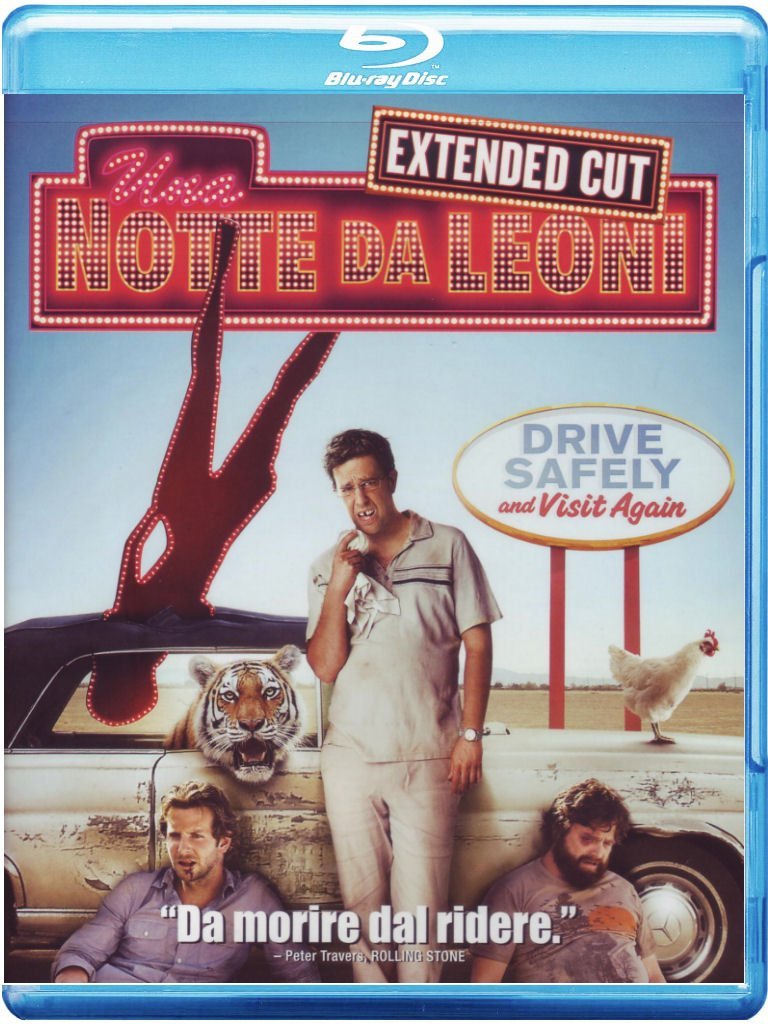 Blu-ray Disc™
EXTENDED CUT
Una
NOTTE DA LEONI
DRIVE
SAFELY
and Visit Again
“Da morire dal ridere.”
– Peter Travers, ROLLING STONE